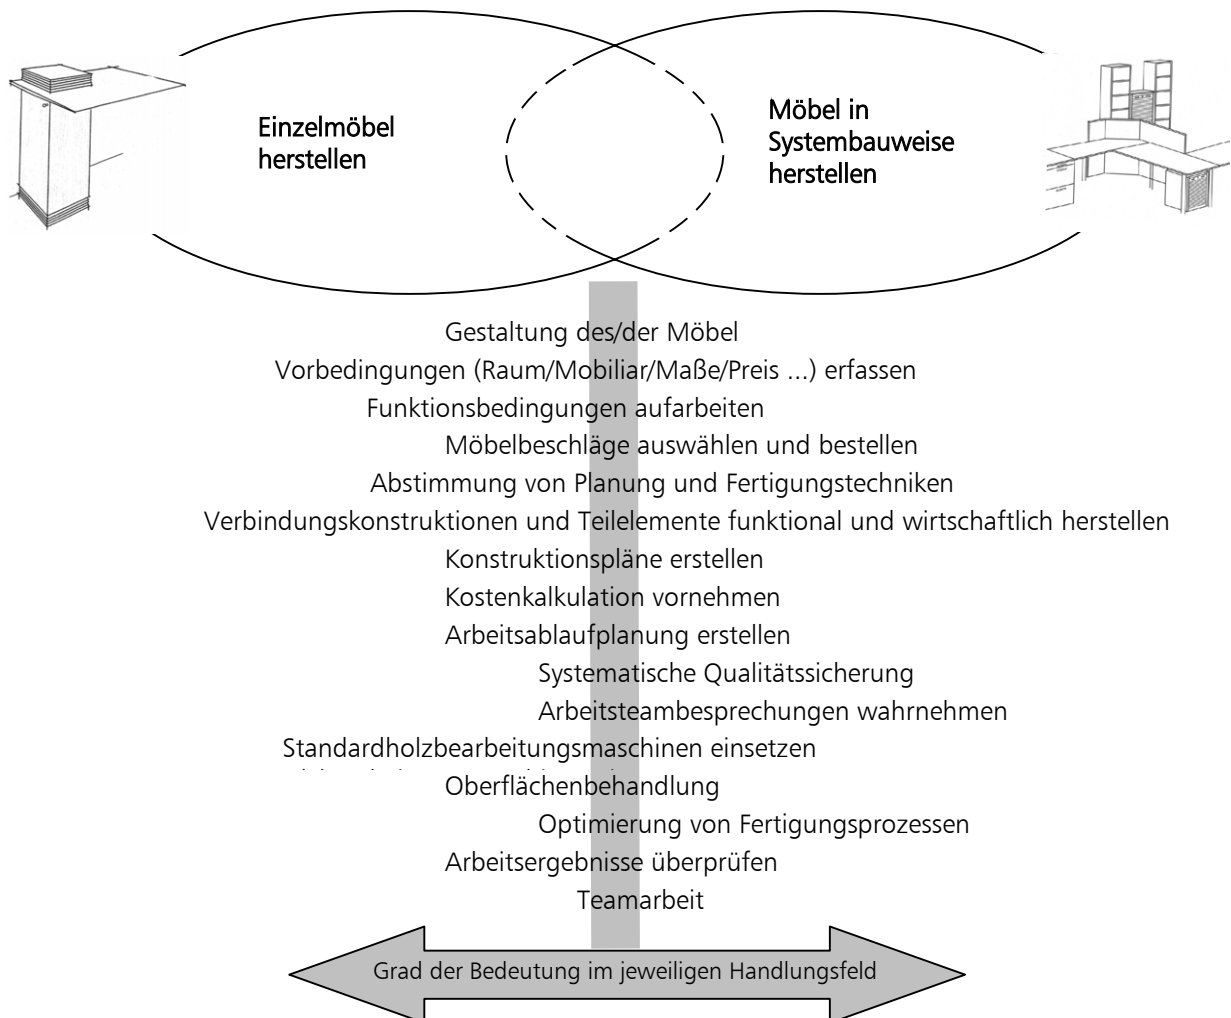 Einzelmöbel
herstellen
Möbel in
Systembauweise
herstellen
Gestaltung des/der Möbel
Vorbedingungen (Raum/Mobiliar/Maße/Preis ...) erfassen
Funktionsbedingungen aufarbeiten
Möbelbeschläge auswählen und bestellen
Abstimmung von Planung und Fertigungstechniken
Verbindungskonstruktionen und Teilelemente funktional und wirtschaftlich herstellen
Konstruktionspläne erstellen
Kostenkalkulation vornehmen
Arbeitsablaufplanung erstellen
Systematische Qualitätssicherung
Arbeitsteambesprechungen wahrnehmen
Standardholzbearbeitungsmaschinen einsetzen
Oberflächenbehandlung
Optimierung von Fertigungsprozessen
Arbeitsergebnisse überprüfen
Teamarbeit
Grad der Bedeutung im jeweiligen Handlungsfeld